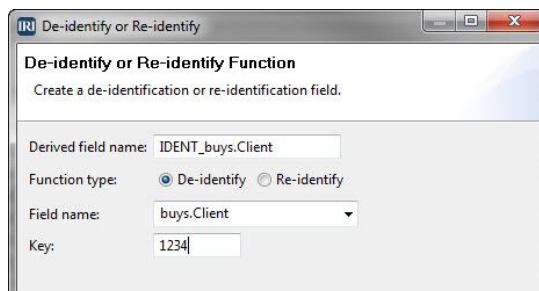 IRI De-identify or Re-identify
De-identify or Re-identify Function
Create a de-identification or re-identification field.
Derived field name: IDENT_buys.Client
Function type: De-identify Re-identify
Field name: buys.Client
Key: 1234